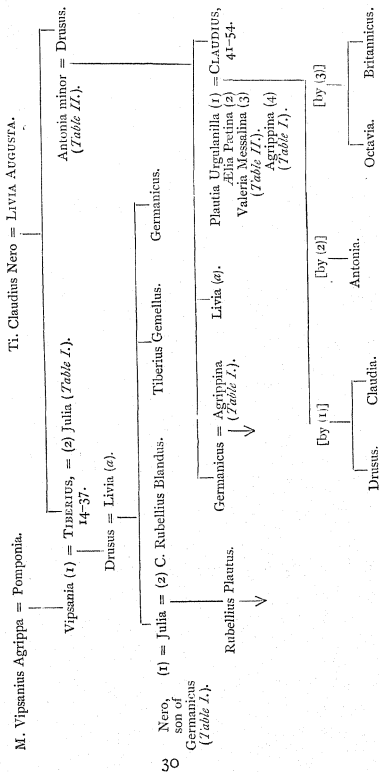 M. Vipsanius Agrippa = Pomponia.
Ti. Claudius Nero = LIVIA AUGUSTA.
Vipsania (1) = TIBERIUS, = (2) Julia (Table I.).
14-37.
Antonia minor = Drusus.
(Table II.).
Drusus = Livia (a).
Nero,
son of
Germanicus
(Table I.).
(1) = Julia = (2) C. Rubellius Blandus.
Tiberius Gemellus.
Germanicus.
Rubellius Plautus.
Germanicus = Agrippina
(Table I.).
Livia (a).
Plautia Urgulanilla (1)
Ælia Pætina (2)
Valeria Messalina (3)
(Table II.).
Agrippina (4)
(Table I.).
= CLAUDIUS,
41-54.
[by (1)]
[by (2)]
[by (3)]
Drusus.
Claudia.
Antonia.
Octavia.
Britannicus.
30